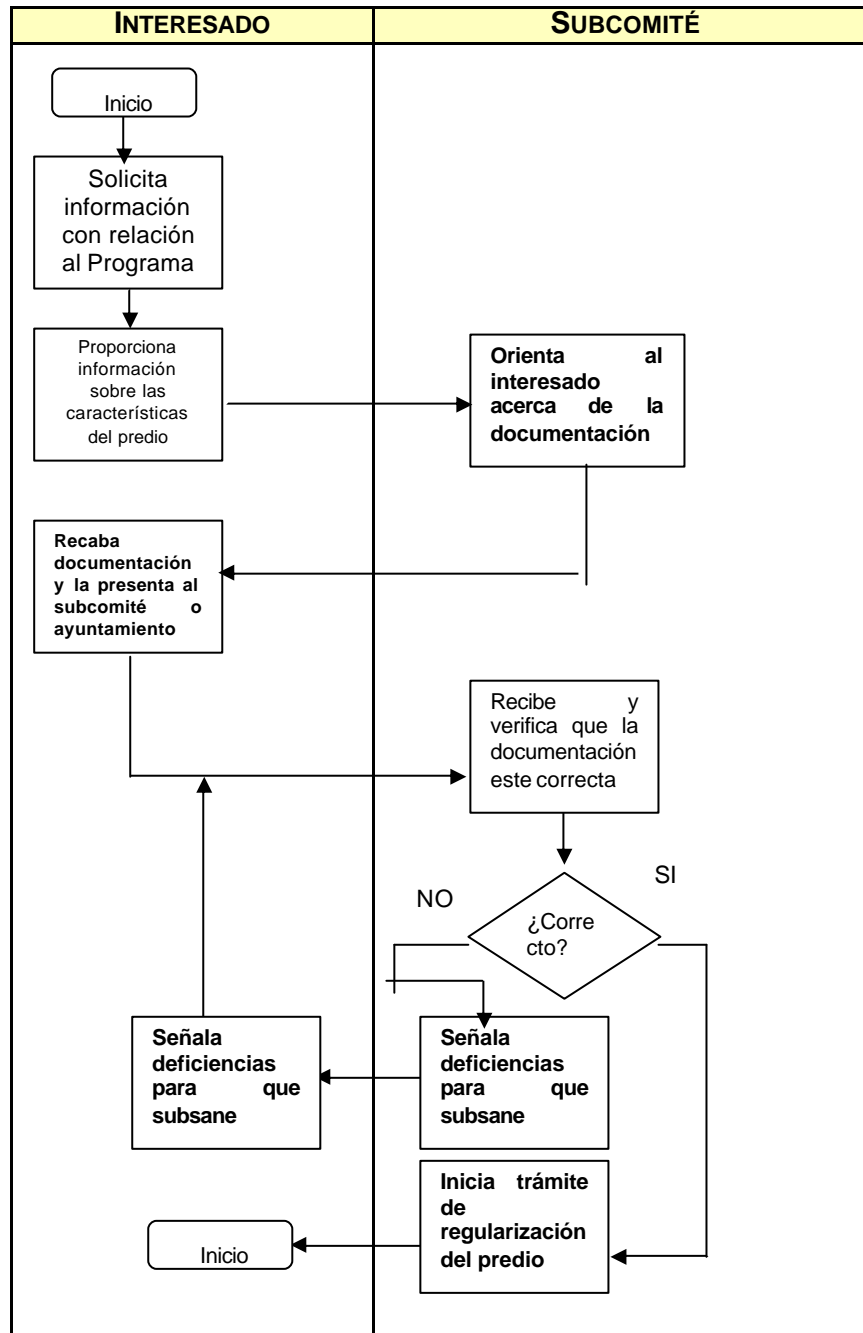 INTERESADO
SUBCOMITÉ
Inicio
Solicita
información
con relación
al Programa
Proporciona
información
sobre las
características
del predio
Orienta al
interesado
acerca de la
documentación
Recaba
documentación
y la presenta al
subcomité o
ayuntamiento
Recibe y
verifica que la
documentación
este correcta
NO
SI
¿Corre
cto?
Señala
deficiencias
para que
subsane
Señala
deficiencias
para que
subsane
Inicia trámite
de
regularización
del predio
Inicio